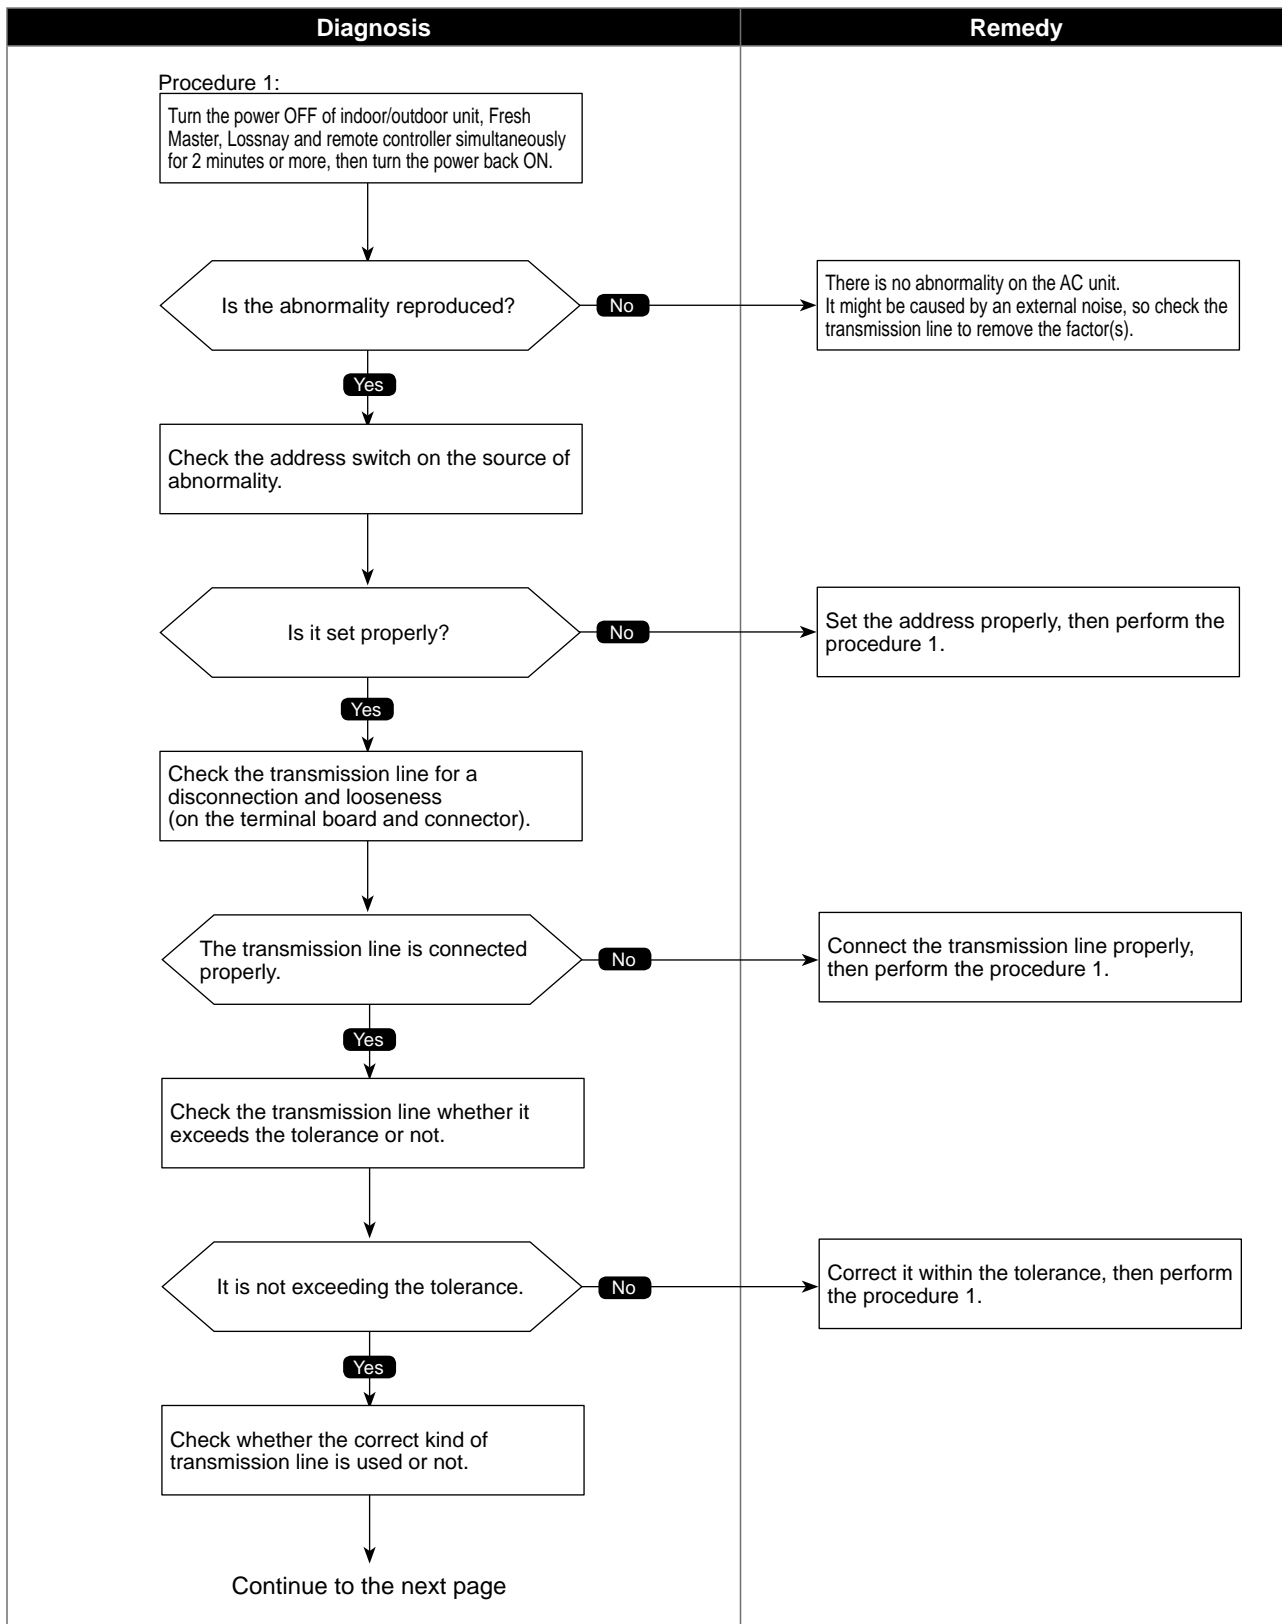 Diagnosis
Remedy
Procedure 1:
Turn the power OFF of indoor/outdoor unit, Fresh
Master, Lossnay and remote controller simultaneously
for 2 minutes or more, then turn the power back ON.
Is the abnormality reproduced?
No
There is no abnormality on the AC unit.
It might be caused by an external noise, so check the
transmission line to remove the factor(s).
Yes
Check the address switch on the source of
abnormality.
Is it set properly?
No
Set the address properly, then perform the
procedure 1.
Yes
Check the transmission line for a
disconnection and looseness
(on the terminal board and connector).
The transmission line is connected
properly.
No
Connect the transmission line properly,
then perform the procedure 1.
Yes
Check the transmission line whether it
exceeds the tolerance or not.
It is not exceeding the tolerance.
No
Correct it within the tolerance, then perform
the procedure 1.
Yes
Check whether the correct kind of
transmission line is used or not.
Continue to the next page